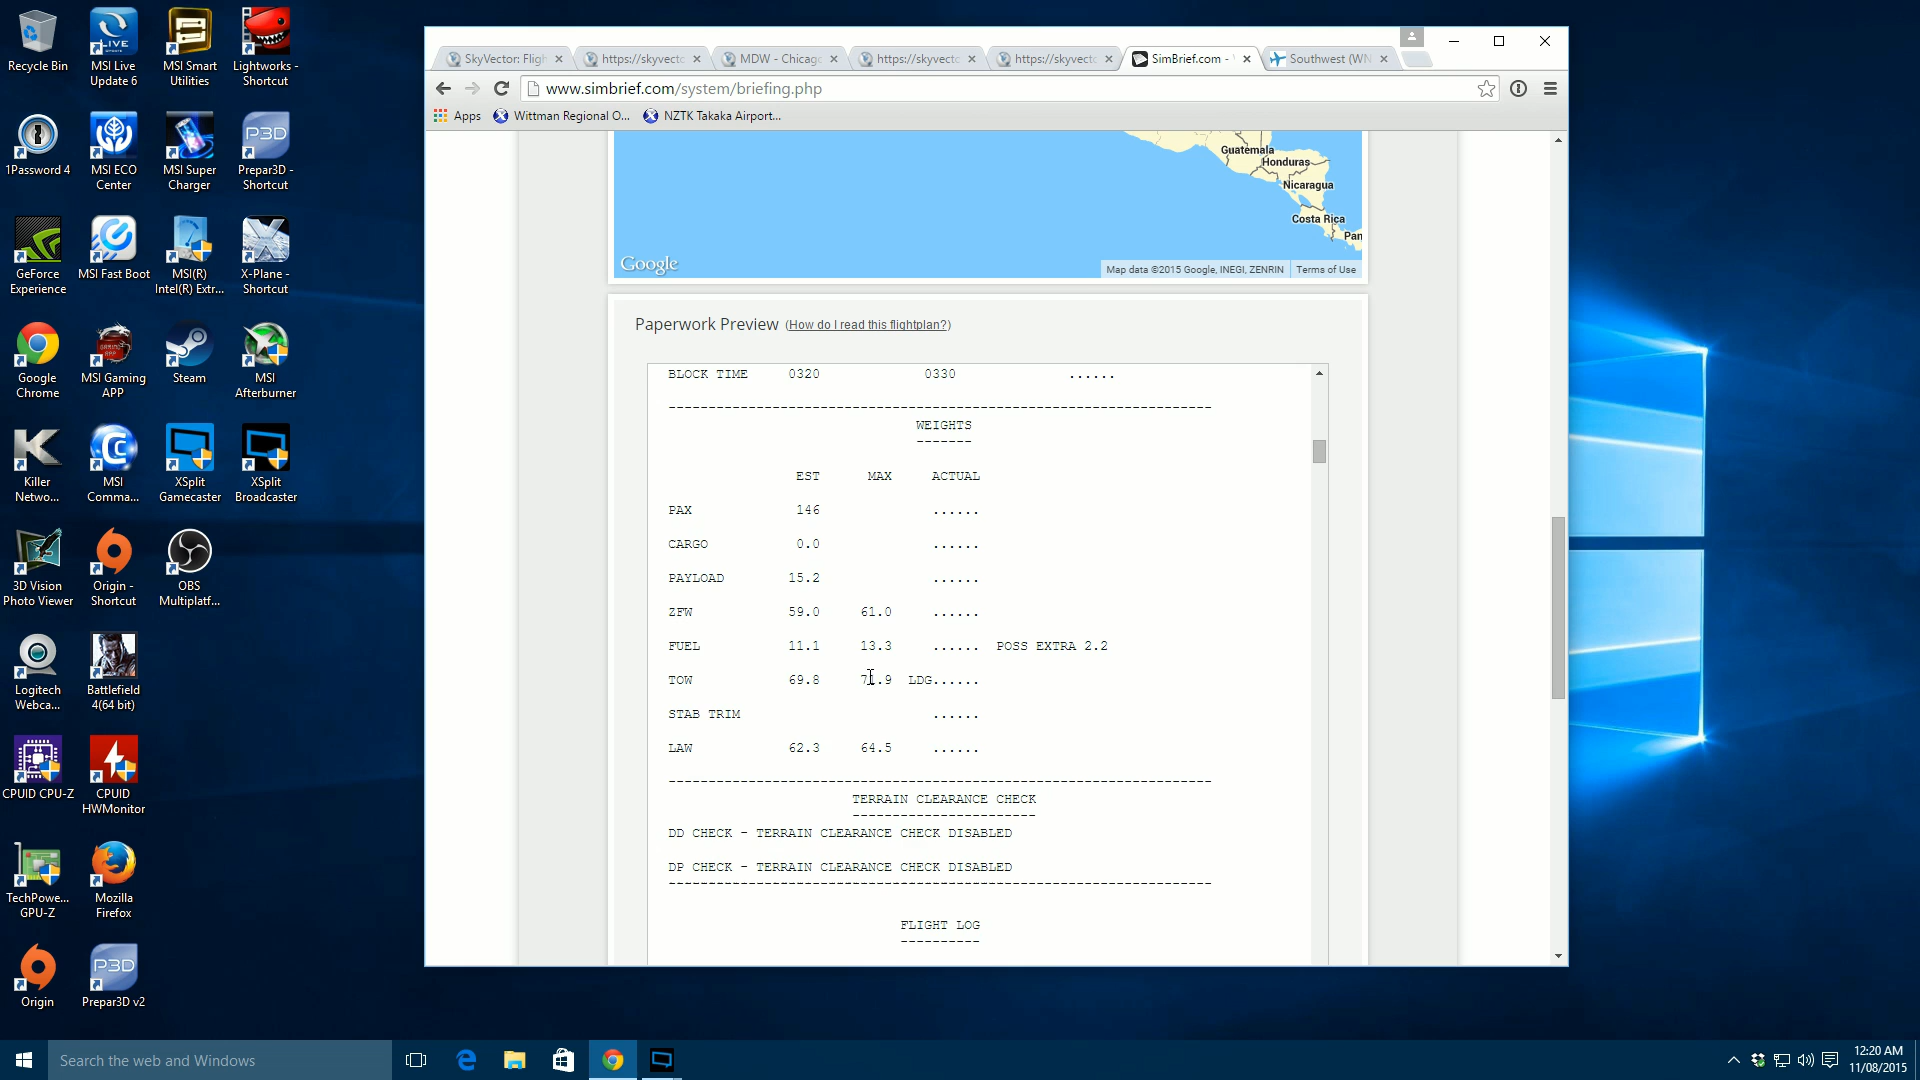 Recycle Bin
MSI Live Update 6
MSI Smart Utilities
Lightworks - Shortcut
1Password 4
MSI ECO Center
MSI Super Charger
Prepar3D - Shortcut
GeForce Experience
MSI Fast Boot
MSI(R) Intel(R) Extr...
X-Plane - Shortcut
Google Chrome
MSI Gaming APP
Steam
MSI Afterburner
Killer Netwo...
MSI Comma...
XSplit Gamecaster
XSplit Broadcaster
3D Vision Photo Viewer
Origin - Shortcut
OBS Multiplatf...
Logitech Webca...
Battlefield 4(64 bit)
CPUID CPU-Z
CPUID HWMonitor
TechPowe... GPU-Z
Mozilla Firefox
Origin
Prepar3D v2
SkyVector: Fligh
https://skyvecto
MDW - Chicago
https://skyvecto
https://skyvecto
SimBrief.com -
Southwest (WN
www.simbrief.com/system/briefing.php
Apps
Wittman Regional O...
NZTK Takaka Airport...
Guatemala
Honduras
Nicaragua
Costa Rica
Pan
Google
Map data ©2015 Google, INEGI, ZENRIN
Terms of Use
Paperwork Preview (How do I read this flightplan?)
BLOCK TIME 0320 0330 ......
--------------------------------------------------------------------
WEIGHTS
-------
EST MAX ACTUAL
PAX 146 ......
CARGO 0.0 ......
PAYLOAD 15.2 ......
ZFW 59.0 61.0 ......
FUEL 11.1 13.3 ...... POSS EXTRA 2.2
TOW 69.8 71.9 LDG......
STAB TRIM ......
LAW 62.3 64.5 ......
--------------------------------------------------------------------
TERRAIN CLEARANCE CHECK
-----------------------
DD CHECK - TERRAIN CLEARANCE CHECK DISABLED
DP CHECK - TERRAIN CLEARANCE CHECK DISABLED
--------------------------------------------------------------------
FLIGHT LOG
----------
Search the web and Windows
12:20 AM
11/08/2015